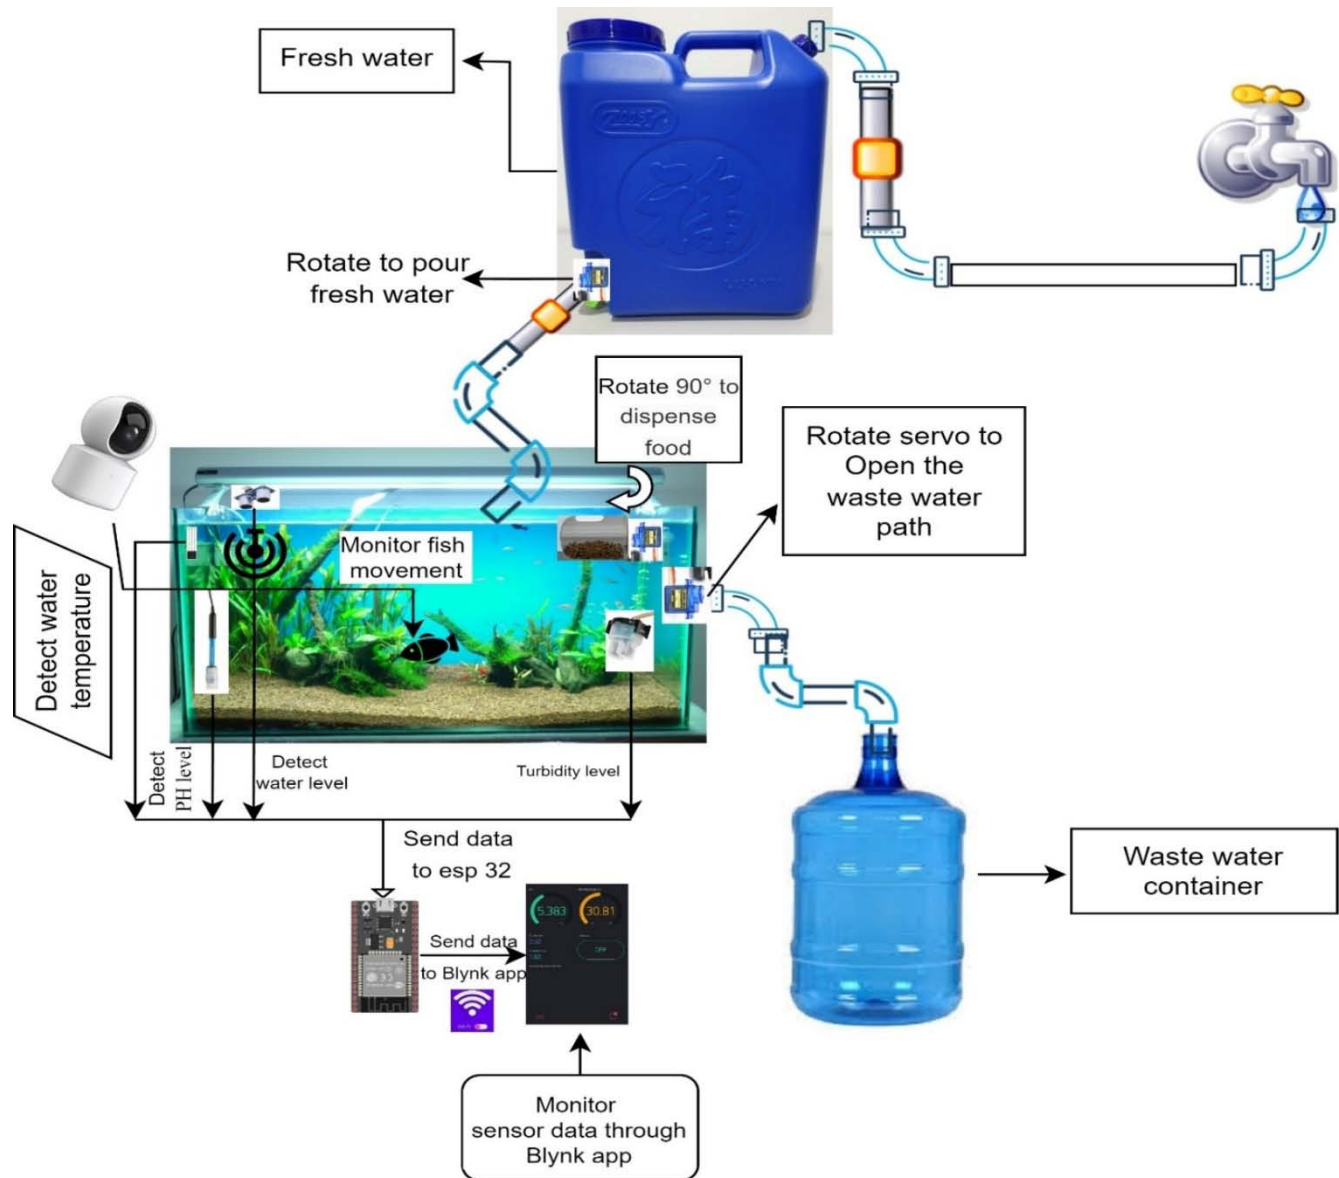 Fresh water
Rotate to pour
fresh water
Rotate 90° to
dispense
food
Rotate servo to
Open the
waste water
path
Monitor fish
movement
Detect water
temperature
Detect
PH level
Detect
water level
Turbidity level
Send data
to esp 32
Send data
to Blynk app
5.383
30.81
OFF
Waste water
container
Monitor
sensor data through
Blynk app